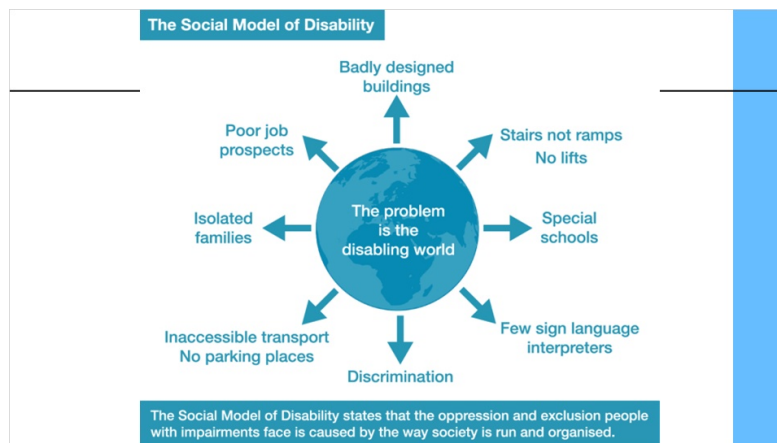 The Social Model of Disability
Badly designed
buildings
Poor job
prospects
Stairs not ramps
No lifts
Isolated
families
The problem
is the
disabling world
Special
schools
Inaccessible transport
No parking places
Few sign language
interpreters
Discrimination
The Social Model of Disability states that the oppression and exclusion people
with impairments face is caused by the way society is run and organised.